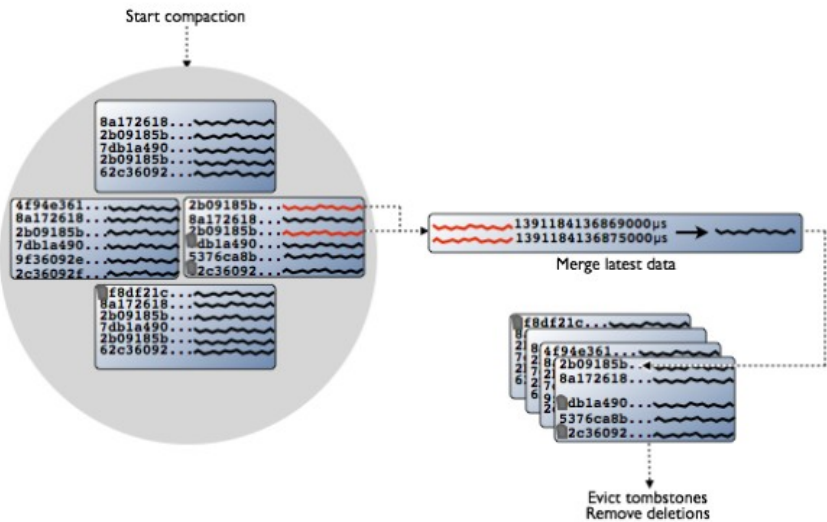 Start compaction
8a172618...
2b09185b...
7db1a490...
2b09185b...
62c36092...
4f94e361...
8a172618...
2b09185b...
7db1a490...
9f36092e...
2c36092f...
2b09185b...
8a172618...
2b09185b...
db1a490...
5376ca8b...
2c36092...
f8df21c...
8a172618...
2b09185b...
7db1a490...
2b09185b...
62c36092...
1391184136869000µs
1391184136875000µs
Merge latest data
f8df21c...
4f94e361...
2b09185b...
8a172618...
db1a490...
5376ca8b...
2c36092...
Evict tombstones
Remove deletions